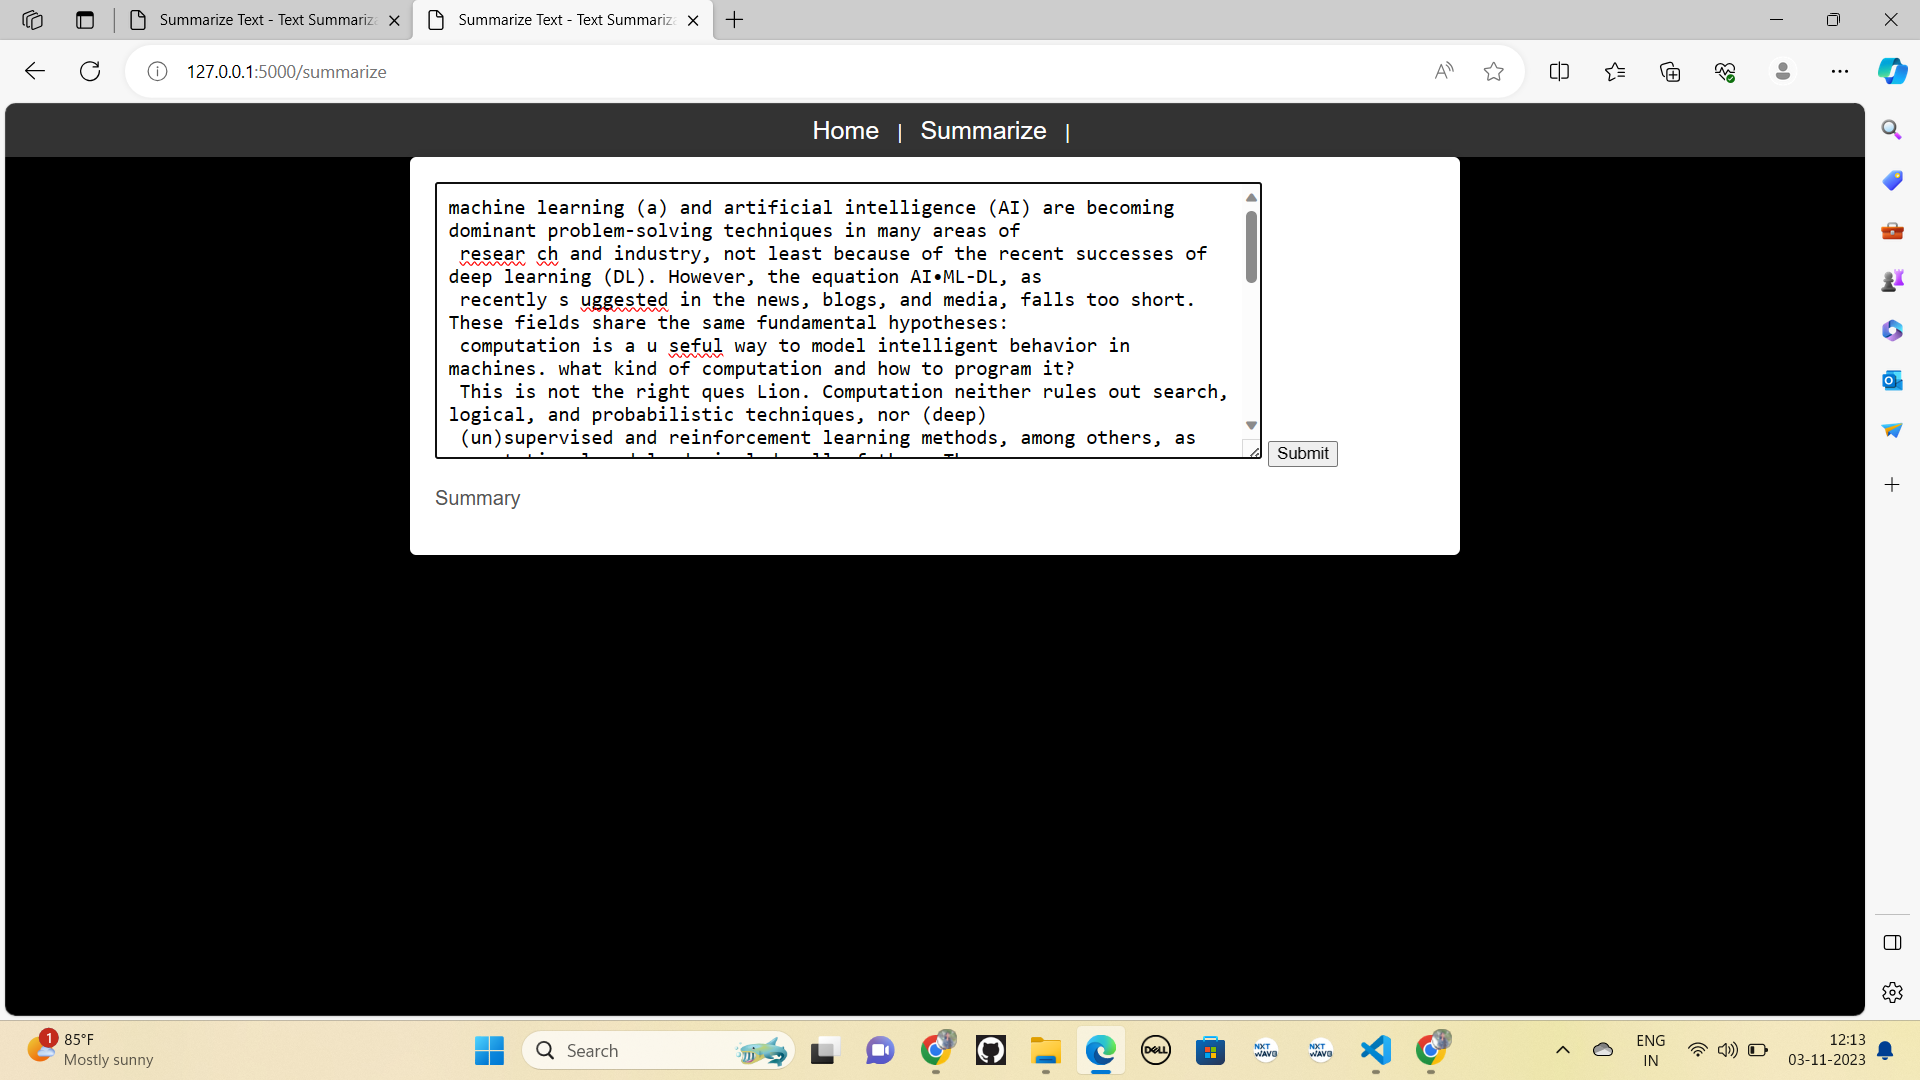 Summarize Text - Text Summariz
Summarize Text - Text Summariz
127.0.0.1:5000/summarize
Home | Summarize |
machine learning (a) and artificial intelligence (AI) are becoming
dominant problem-solving techniques in many areas of
resear ch and industry, not least because of the recent successes of
deep learning (DL). However, the equation AI•ML-DL, as
recently s uggested in the news, blogs, and media, falls too short.
These fields share the same fundamental hypotheses:
computation is a u seful way to model intelligent behavior in
machines. what kind of computation and how to program it?
This is not the right ques Lion. Computation neither rules out search,
logical, and probabilistic techniques, nor (deep)
(un)supervised and reinforcement learning methods, among others, as
Submit
Summary
1
85°F
Mostly sunny
Search
DELL
NXT WAVE
NXT WAVE
ENG
IN
12:13
03-11-2023